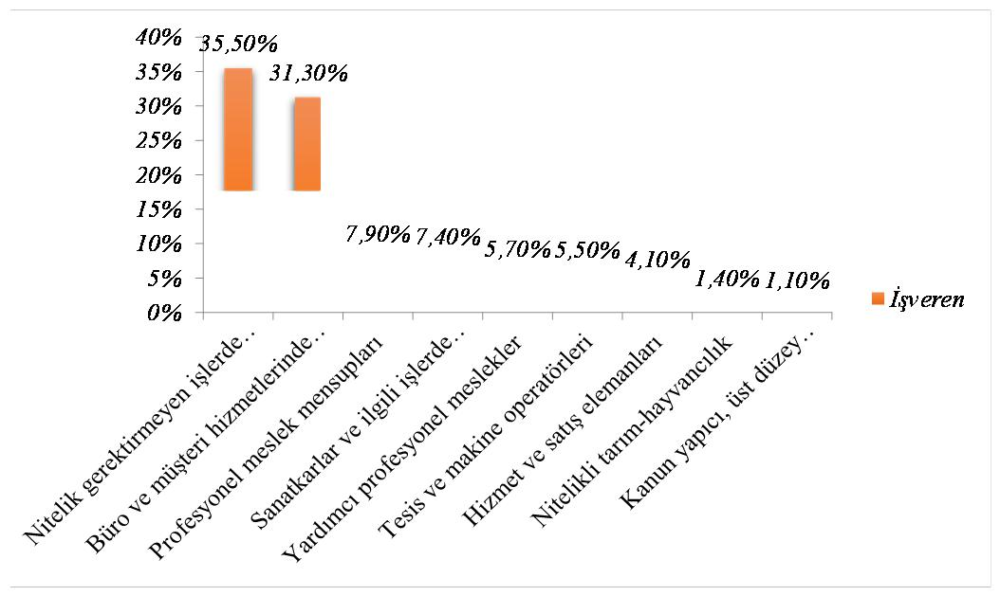 40%
35%
30%
25%
20%
15%
10%
5%
0%
35,50%
31,30%
7,90%
7,40%
5,70%
5,50%
4,10%
1,40%
1,10%
Nitelik gerektirmeyen işlerde..
Büro ve müşteri hizmetlerinde..
Profesyonel meslek mensupları
Sanatkarlar ve ilgili işlerde..
Yardımcı profesyonel meslekler
Tesis ve makine operatörleri
Hizmet ve satış elemanları
Nitelikli tarım-hayvancılık
Kanun yapıcı, üst düzey..
İşveren